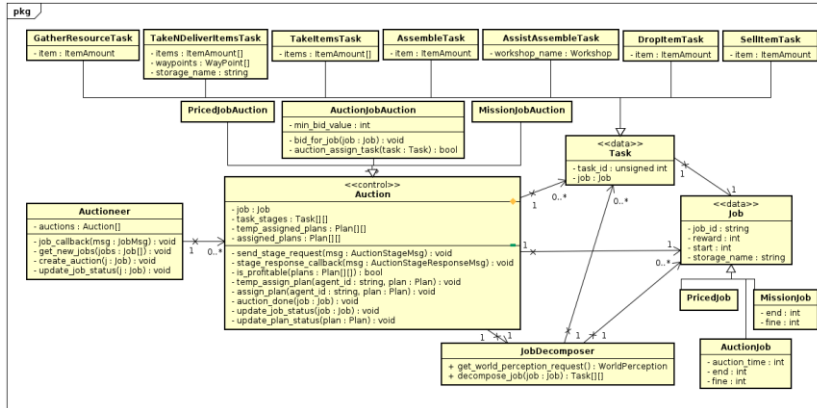 pkg
GatherResourceTask
- item : ItemAmount
TakeNDeliverItemsTask
- items : ItemAmount[]
- waypoints : WayPoint[]
- storage_name : string
TakeItemsTask
- items : ItemAmount[]
AssembleTask
- item : ItemAmount
AssistAssembleTask
- workshop_name : Workshop
DropItemTask
- item : ItemAmount
SellItemTask
- item : ItemAmount
PricedJobAuction
AuctionJobAuction
- min_bid_value : int
- bid_for_job(job : Job) : void
- auction_assign_task(task : Task) : bool
MissionJobAuction
<<data>>
Task
- task_id : unsigned int
- job : Job
<<control>>
Auction
- job : Job
- task_stages : Task[][]
- temp_assigned_plans : Plan[][]
- assigned_plans : Plan[][]
- send_stage_request(msg : AuctionStageMsg) : void
- stage_response_callback(msg : AuctionStageResponseMsg) : void
- is_profitable(plans : Plan[][]) : bool
- temp_assign_plan(agent_id : string, plan : Plan) : void
- assign_plan(agent_id : string, plan : Plan) : void
- auction_done(job : Job) : void
- update_job_status(job : Job) : void
- update_plan_status(plan : Plan) : void
Auctioneer
- auctions : Auction[]
- job_callback(msg : JobMsg) : void
- get_new_jobs(jobs : Job[]) : void
- create_auction(j : Job) : void
- update_job_status(j : Job) : void
1
0..*
1
0..*
0..*
1
1
<<data>>
Job
- job_id : string
- reward : int
- start : int
- storage_name : string
1
1
0..*
PricedJob
MissionJob
- end : int
- fine : int
AuctionJob
- auction_time : int
- end : int
- fine : int
1
1
1
1
JobDecomposer
+ get_world_perception_request() : WorldPerception
+ decompose_job(job : Job) : Task[][]